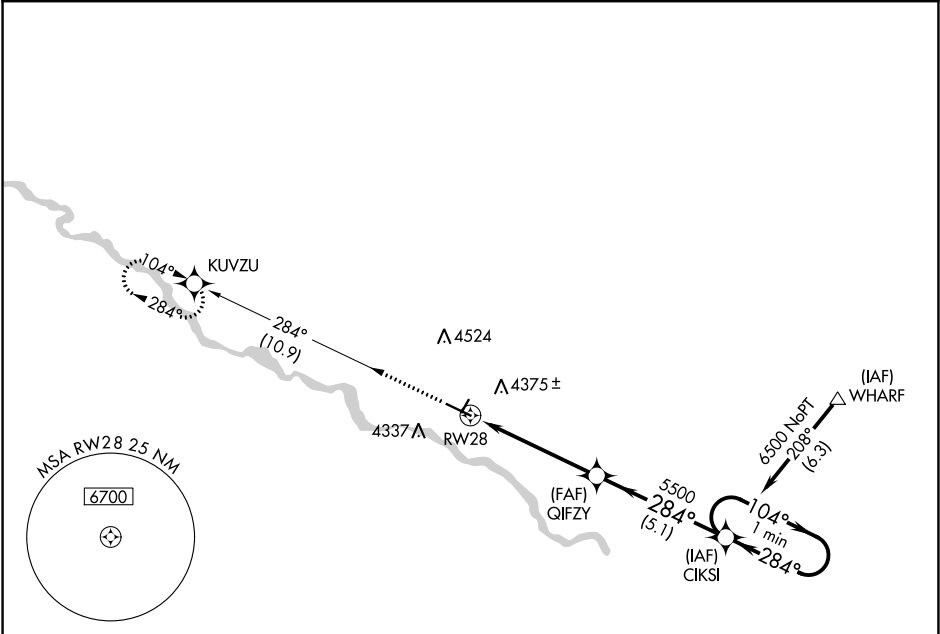 KUVZU
104°
284°
284°
(10.9)
4524
4375 ±
4337
RW28
(IAF)
WHARF
6500 NoPT
208°
(6.3)
(FAF)
QIFZY
5500
284°
(5.1)
104°
1 min
284°
(IAF)
CIKSI
MSA RW28 25 NM
6700